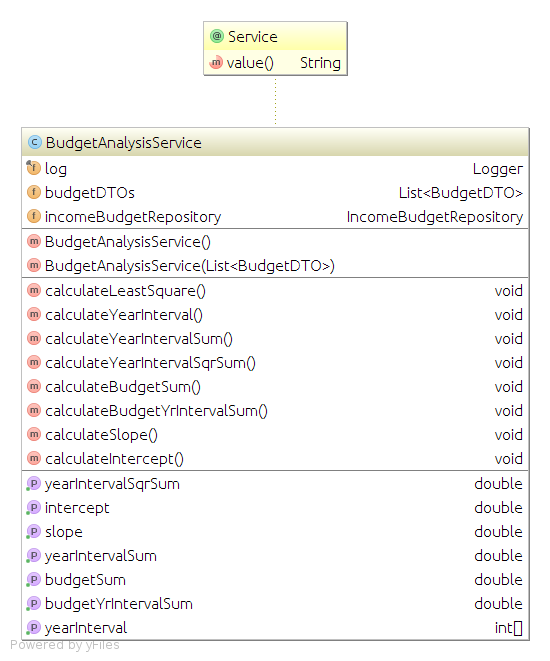 @ Service
m value() String
C BudgetAnalysisService
f log Logger
f budgetDTOs List<BudgetDTO>
f incomeBudgetRepository IncomeBudgetRepository
m BudgetAnalysisService()
m BudgetAnalysisService(List<BudgetDTO>)
m calculateLeastSquare() void
m calculateYearInterval() void
m calculateYearIntervalSum() void
m calculateYearIntervalSqrSum() void
m calculateBudgetSum() void
m calculateBudgetYrIntervalSum() void
m calculateSlope() void
m calculateIntercept() void
P yearIntervalSqrSum double
P intercept double
P slope double
P yearIntervalSum double
P budgetSum double
P budgetYrIntervalSum double
P yearInterval int[]
Powered by yFiles